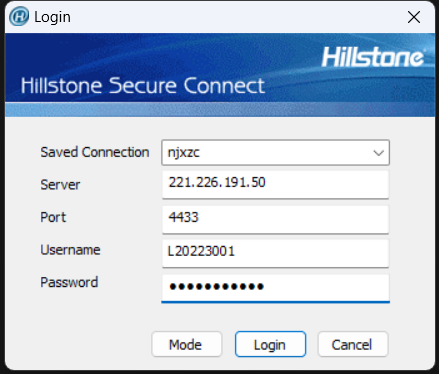 Login
Hillstone
Hillstone Secure Connect
Saved Connection njxzc
Server 221.226.191.50
Port 4433
Username L20223001
Password ●●●●●●●●●●●
Mode Login Cancel